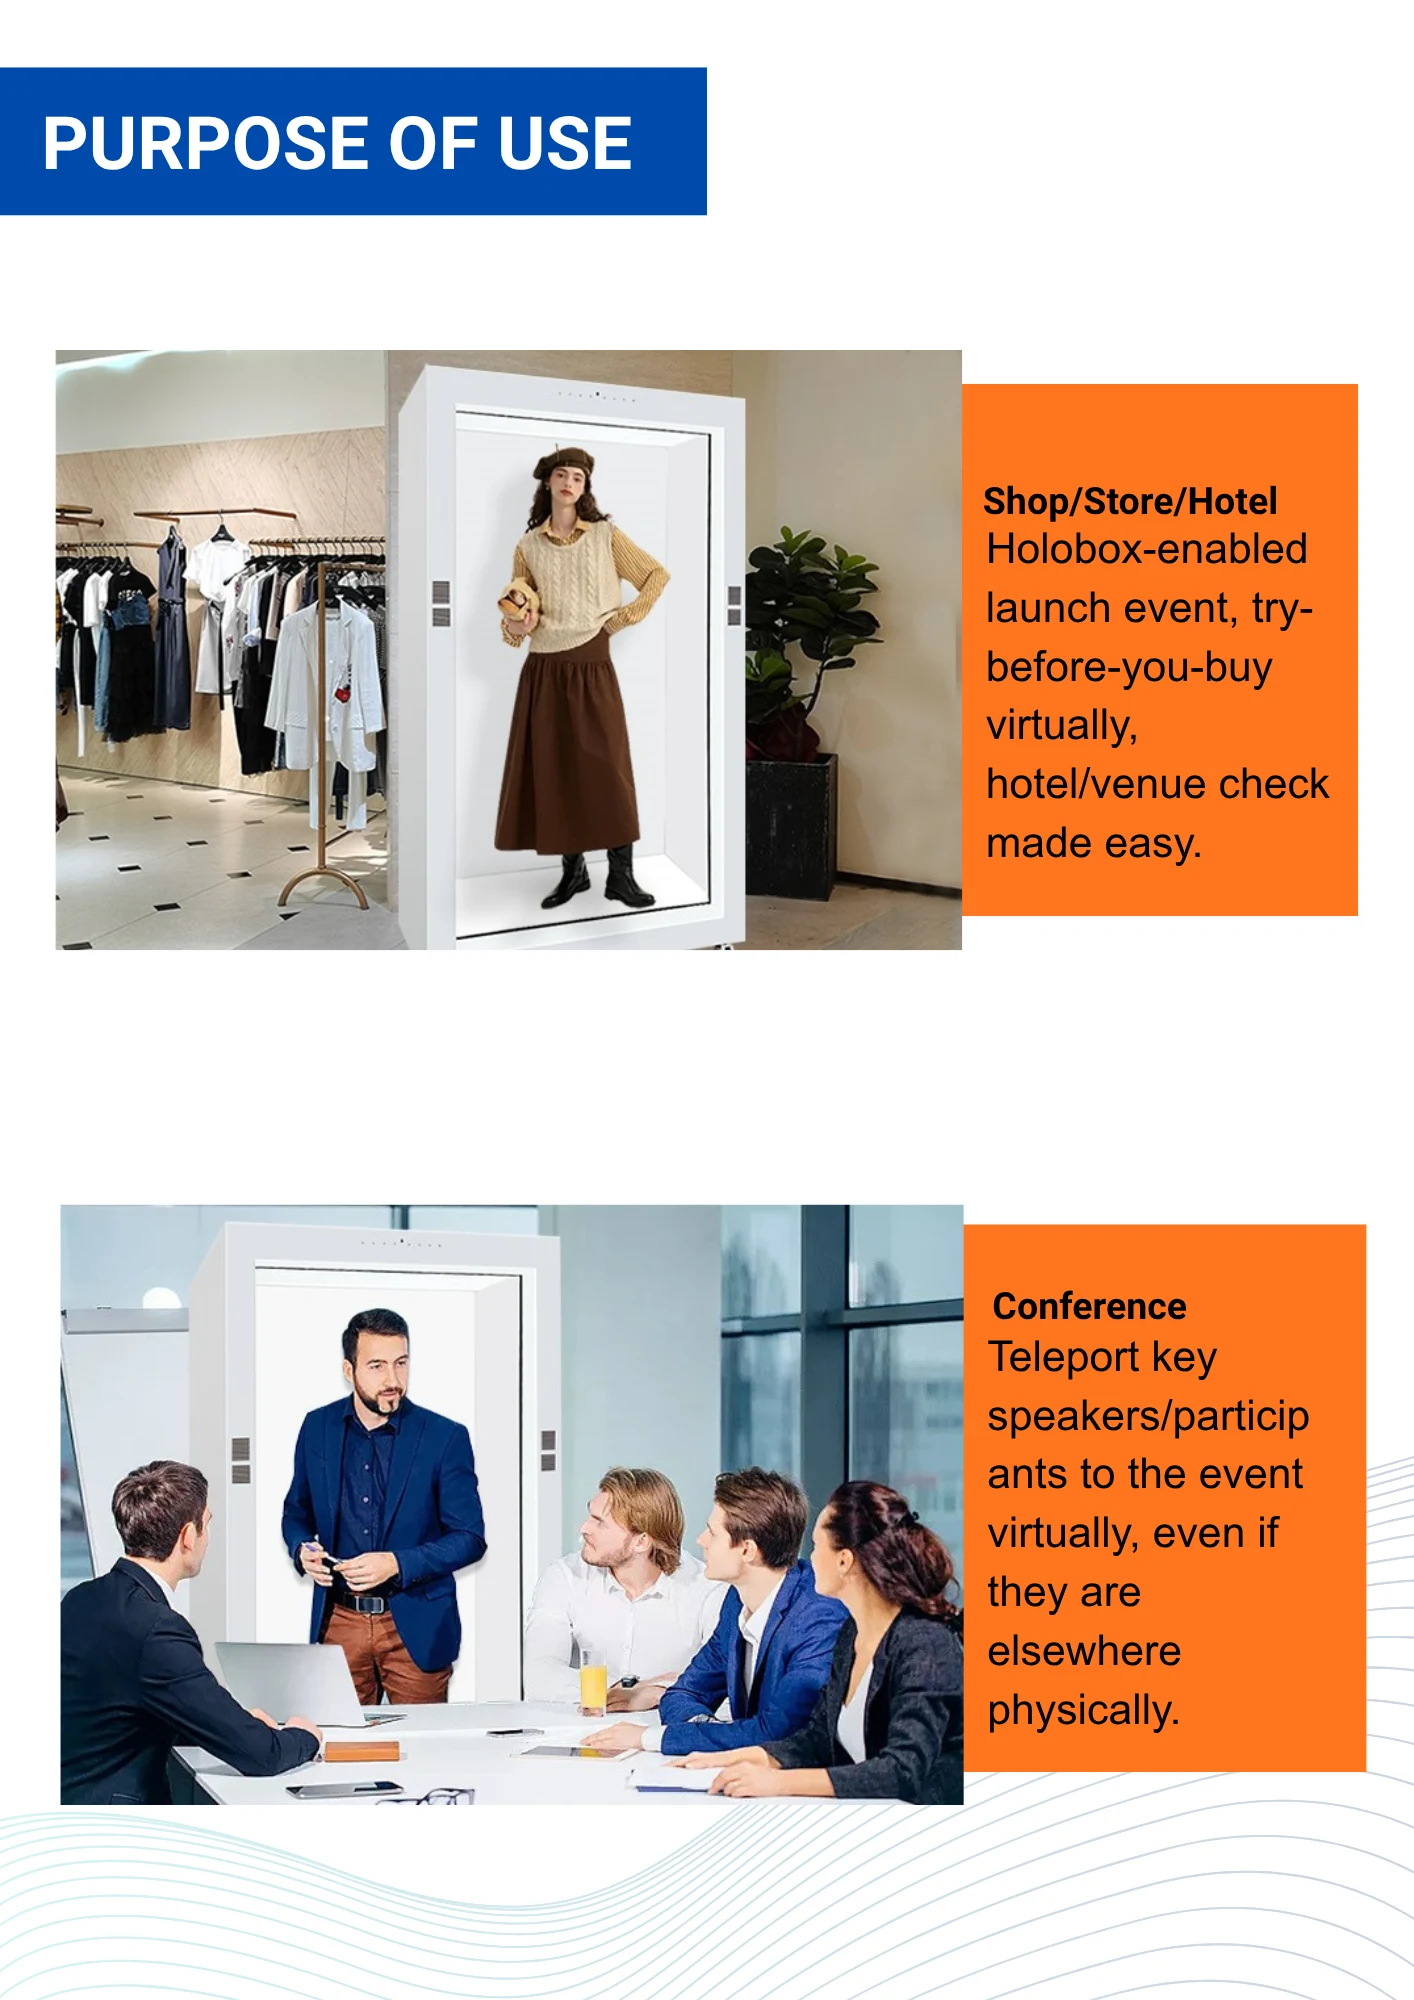 PURPOSE OF USE
Shop/Store/Hotel
Holobox-enabled
launch event, try-
before-you-buy
virtually,
hotel/venue check
made easy.
Conference
Teleport key
speakers/particip
ants to the event
virtually, even if
they are
elsewhere
physically.